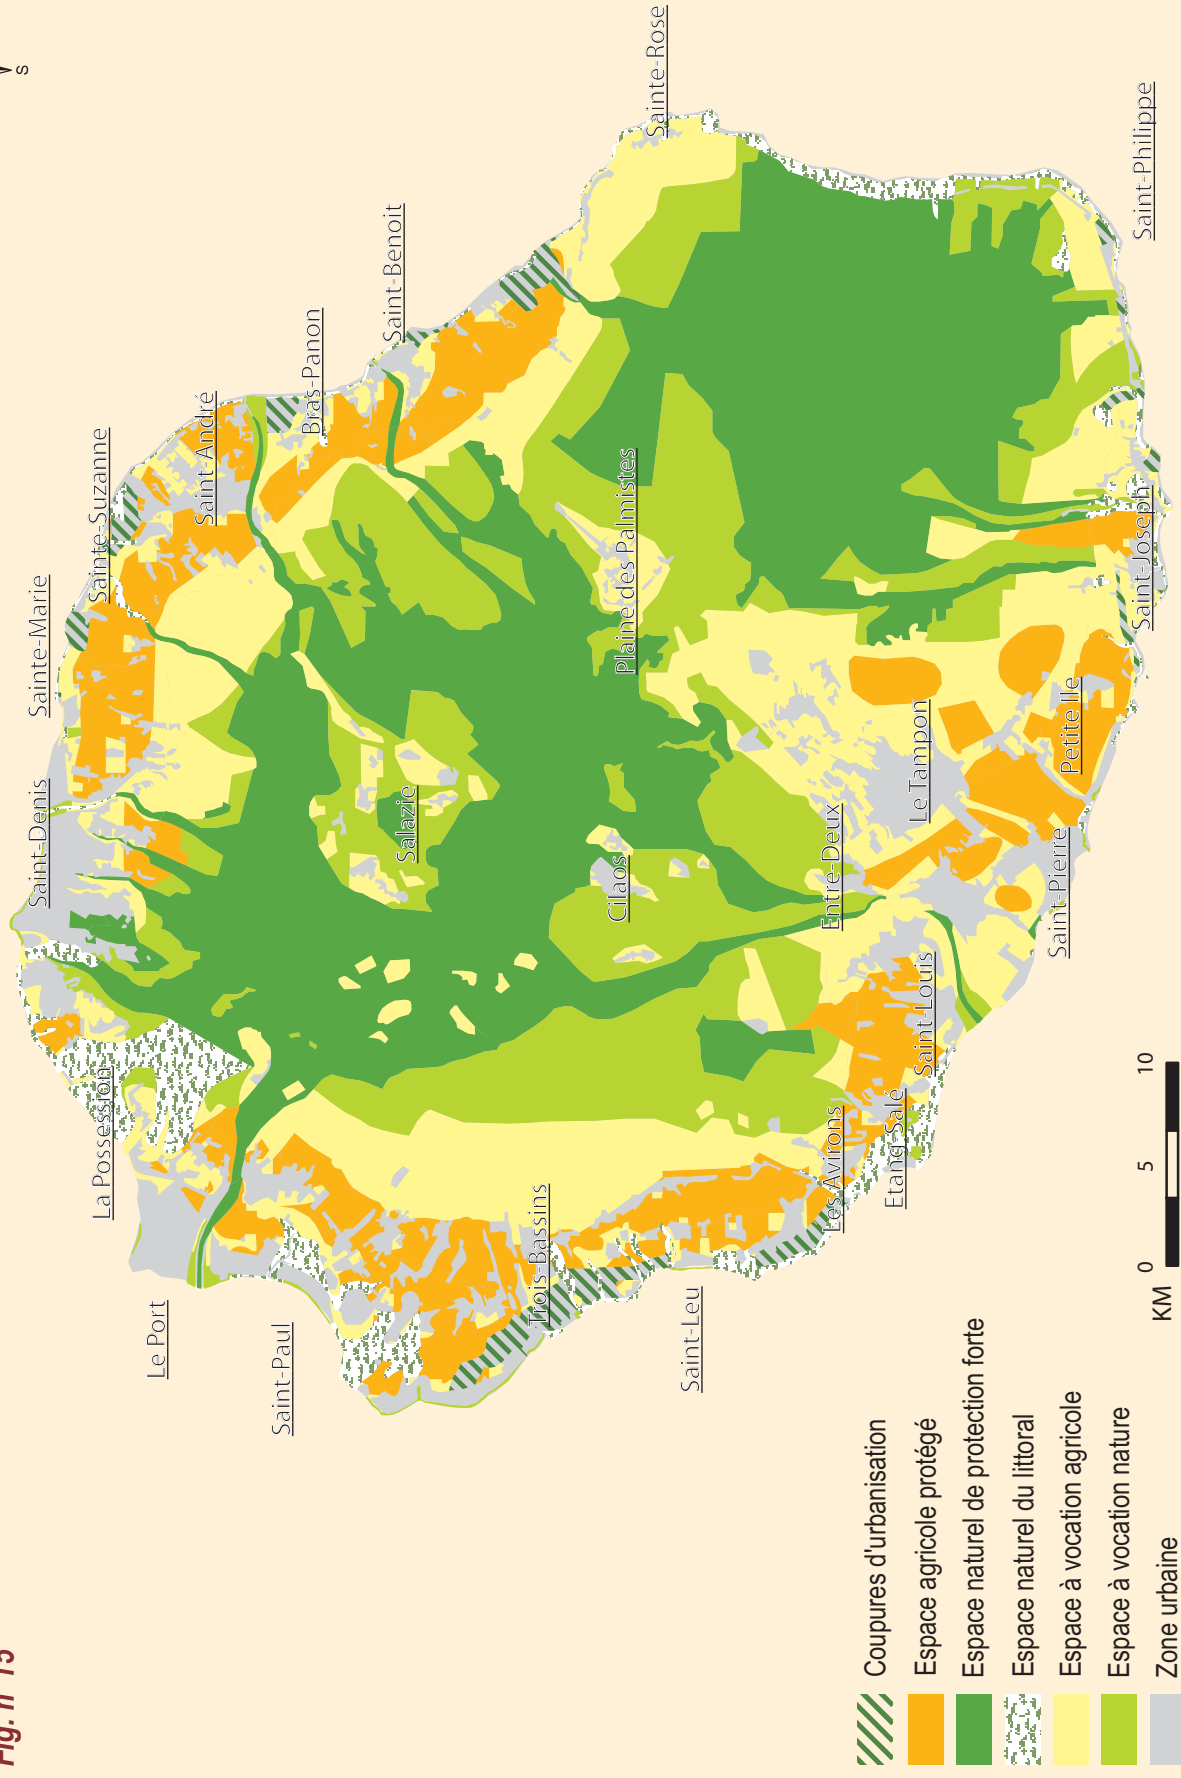 Fig. n° 15
S
Saint-Denis
Sainte-Marie
Sainte-Suzanne
Saint-André
Bras-Panon
Saint-Benoit
Sainte-Rose
Saint-Philippe
La Possession
Le Port
Saint-Paul
Salazie
Plaine des Palmistes
Cilaos
Trois-Bassins
Saint-Leu
Entre-Deux
Le Tampon
Les Avirons
Etang-Salé
Saint-Louis
Saint-Pierre
Petite Ile
Saint-Joseph
Coupures d'urbanisation
Espace agricole protégé
Espace naturel de protection forte
Espace naturel du littoral
Espace à vocation agricole
Espace à vocation nature
Zone urbaine
0 5 10
KM